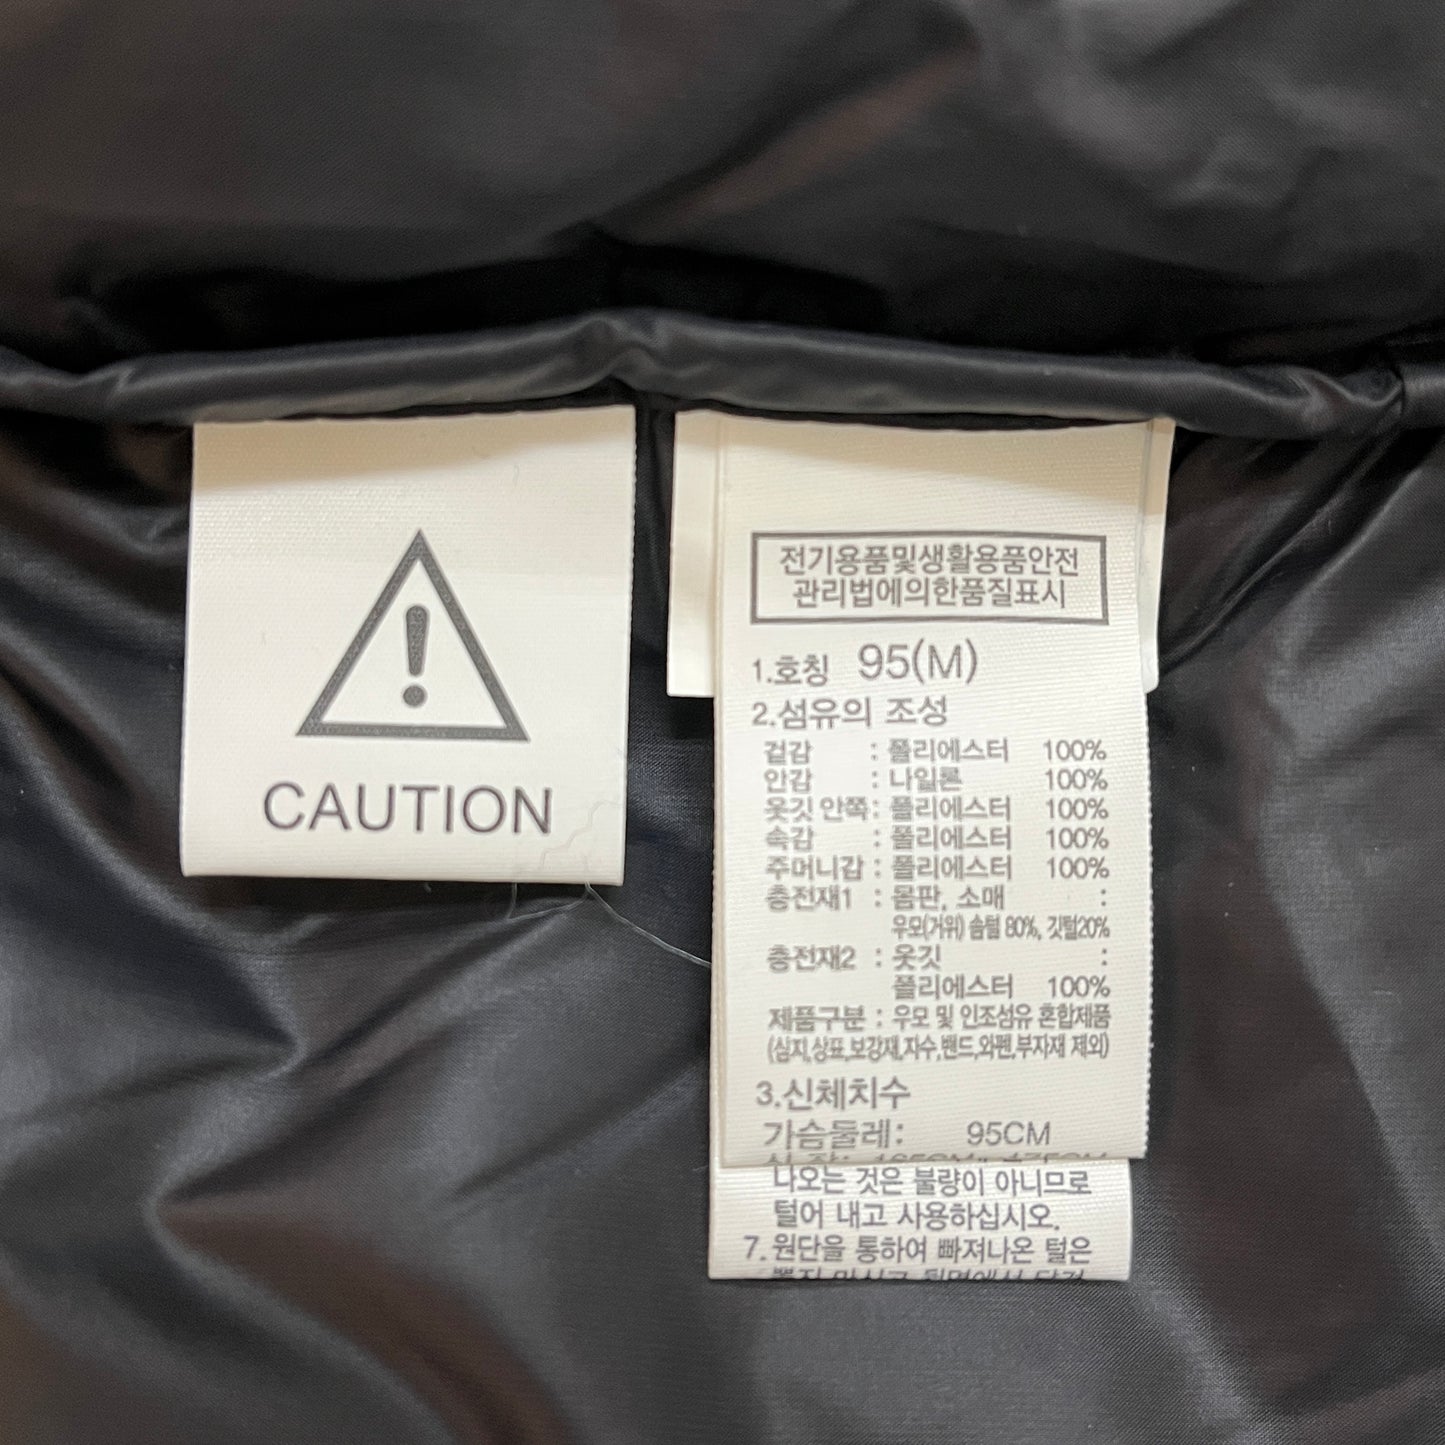 CAUTION
전기용품및생활용품안전
관리법에의한품질표시
1.호칭 95(M)
2.섬유의 조성
겉감 : 폴리에스터 100%
안감 : 나일론 100%
옷깃 안쪽 : 폴리에스터 100%
속감 : 폴리에스터 100%
주머니감 : 폴리에스터 100%
충전재1 : 몸판, 소매 :
우모(거위) 솜털 80%, 깃털20%
충전재2 : 옷깃 :
폴리에스터 100%
제품구분 : 우모 및 인조섬유 혼합제품
(심지,상표,보강재,자수,밴드,와펜,부자재 제외)
3.신체치수
가슴둘레: 95CM
나오는 것은 불량이 아니므로
털어 내고 사용하십시오.
7.원단을 통하여 빠져나온 털은